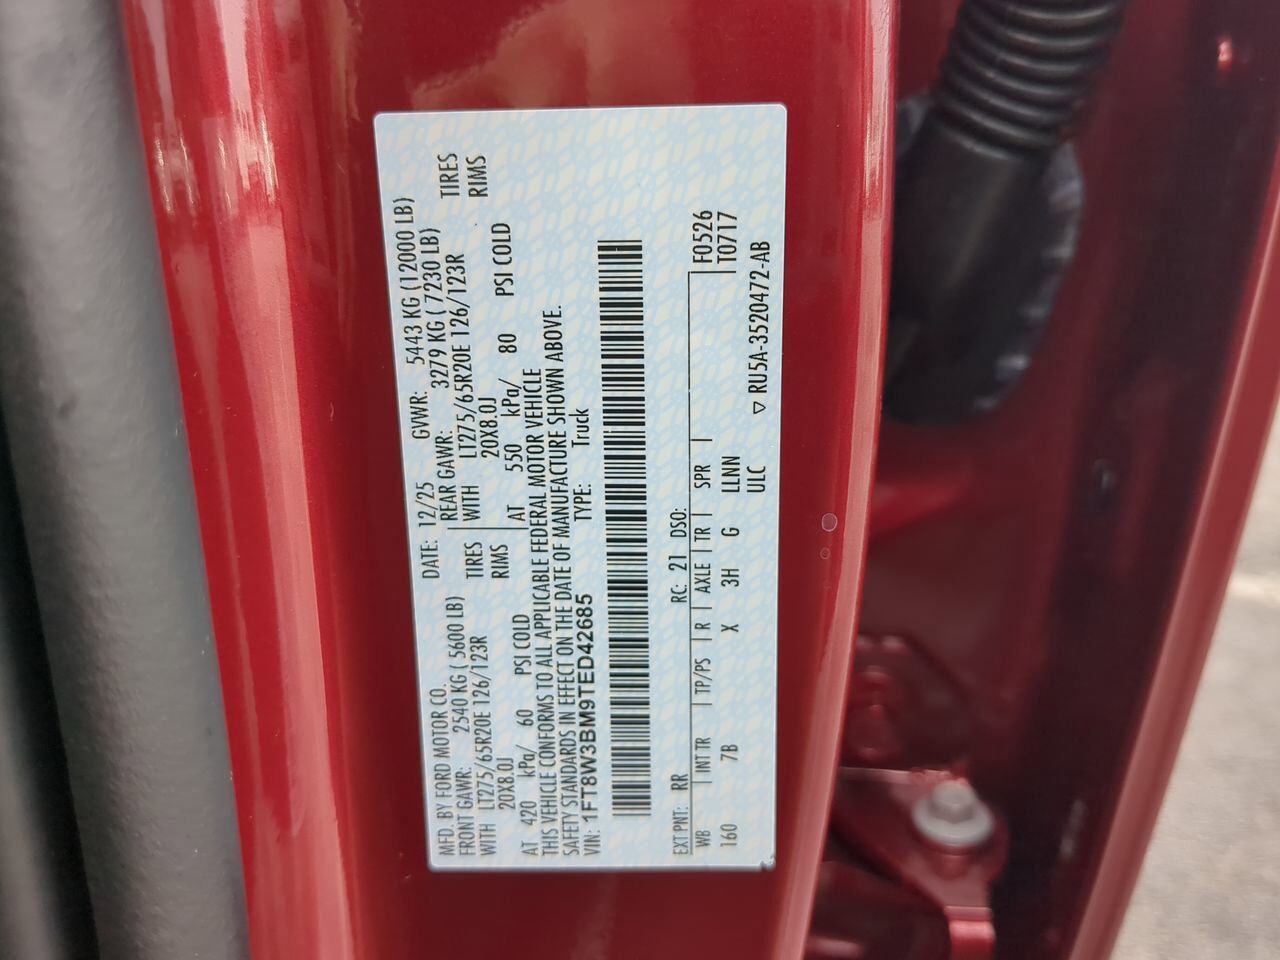 MFD. BY FORD MOTOR CO. DATE: 12/25 GVWR: 5443 KG (12000 LB)
FRONT GAWR: 2540 KG ( 5600 LB) REAR GAWR: 3279 KG ( 7230 LB)
WITH LT275/65R20E 126/123R TIRES WITH LT275/65R20E 126/123R TIRES
20X8.0J RIMS 20X8.0J RIMS
AT 420 kPa/ 60 PSI COLD AT 550 kPa/ 80 PSI COLD
THIS VEHICLE CONFORMS TO ALL APPLICABLE FEDERAL MOTOR VEHICLE
SAFETY STANDARDS IN EFFECT ON THE DATE OF MANUFACTURE SHOWN ABOVE.
VIN: 1FT8W3BM9TED42685 TYPE: Truck
EXT PNT: RR RC: 21 DSO:
WB INT TR TP/PS R AXLE TR SPR F0526
160 7B X 3H G LLNN T0717
ULC
▽ RU5A-3520472-AB